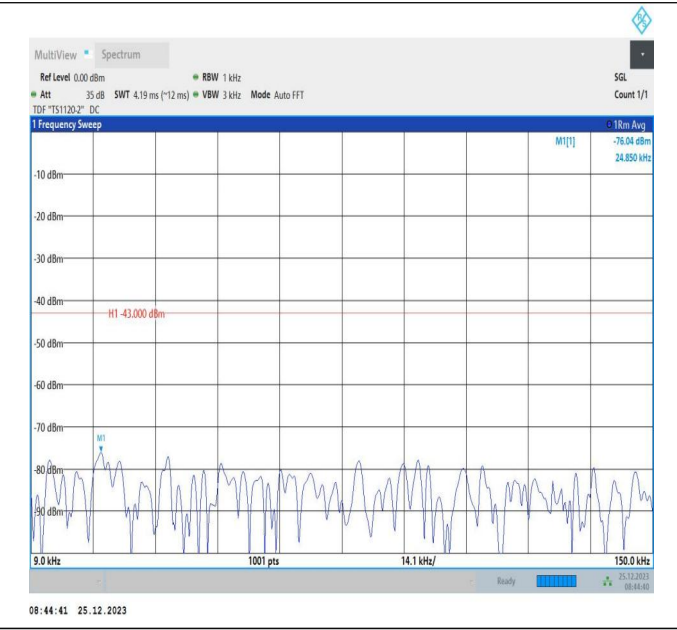 MultiView Spectrum
Ref Level 0.00 dBm RBW 1 kHz SGL
Att 35 dB SWT 4.19 ms (~12 ms) VBW 3 kHz Mode Auto FFT Count 1/1
TDF "TS1120-2" DC
1 Frequency Sweep 1Rm Avg
M1[1] -76.04 dBm
24.850 kHz
-10 dBm
-20 dBm
-30 dBm
-40 dBm
H1 -43.000 dBm
-50 dBm
-60 dBm
-70 dBm
M1
-80 dBm
-90 dBm
9.0 kHz 1001 pts 14.1 kHz/ 150.0 kHz
Ready 25.12.2023
08:44:40
08:44:41 25.12.2023